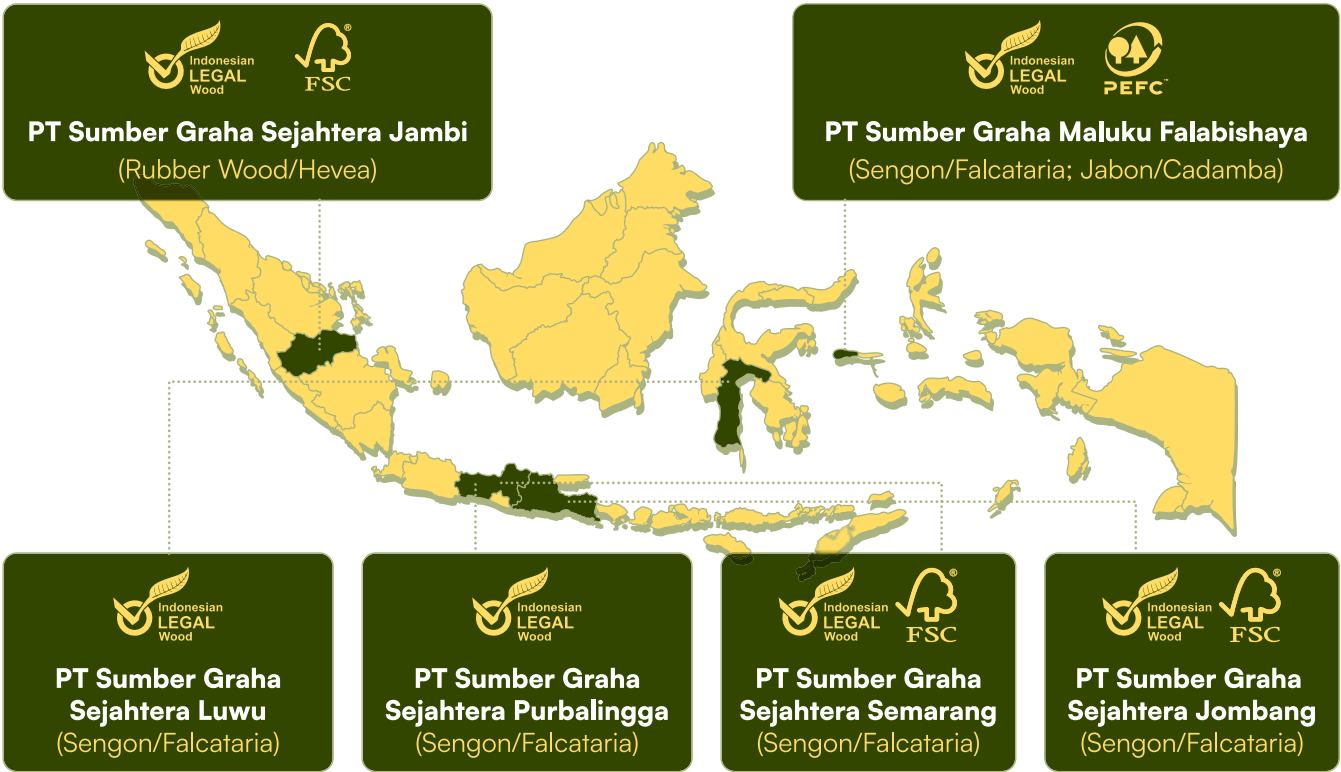 Indonesian
LEGAL
Wood
FSC®
PT Sumber Graha Sejahtera Jambi
(Rubber Wood/Hevea)
Indonesian
LEGAL
Wood
PEFC™
PT Sumber Graha Maluku Falabishaya
(Sengon/Falcataria; Jabon/Cadamba)
Indonesian
LEGAL
Wood
PT Sumber Graha
Sejahtera Luwu
(Sengon/Falcataria)
Indonesian
LEGAL
Wood
PT Sumber Graha
Sejahtera Purbalingga
(Sengon/Falcataria)
Indonesian
LEGAL
Wood
FSC®
PT Sumber Graha
Sejahtera Semarang
(Sengon/Falcataria)
Indonesian
LEGAL
Wood
FSC®
PT Sumber Graha
Sejahtera Jombang
(Sengon/Falcataria)